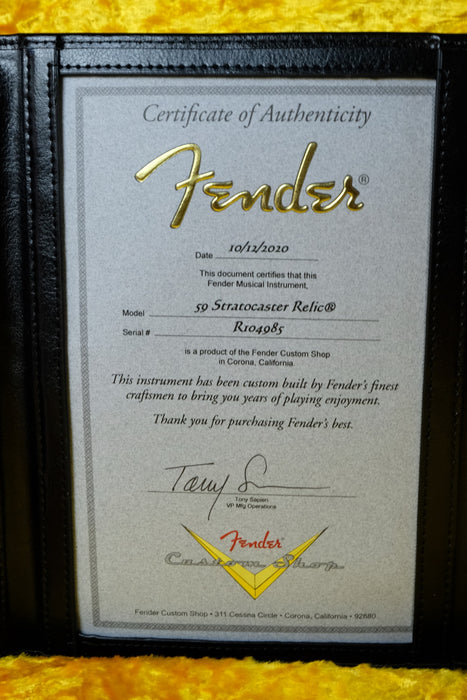 Certificate of Authenticity
Fender®
Date 10/12/2020
This document certifies that this
Fender Musical Instrument,
Model 59 Stratocaster Relic®
Serial # R104985
is a product of the Fender Custom Shop
in Corona, California
This instrument has been custom built by Fender's finest
craftsmen to bring you years of playing enjoyment.
Thank you for purchasing Fender's best.
Tony S
Tony Sapien
VP Mfg Operations
Fender
Custom Shop
Fender Custom Shop • 311 Cessna Circle • Corona, California • 92880